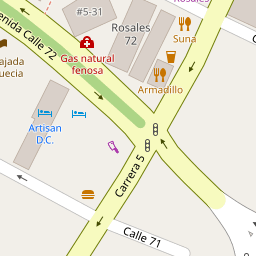 #5-31
Rosales
72
Rosales
Suna
enida Calle 72
Gas natural
fenosa
ajada
uecia
Armadillo
Artisan
D.C.
Carrera 5
Calle 71